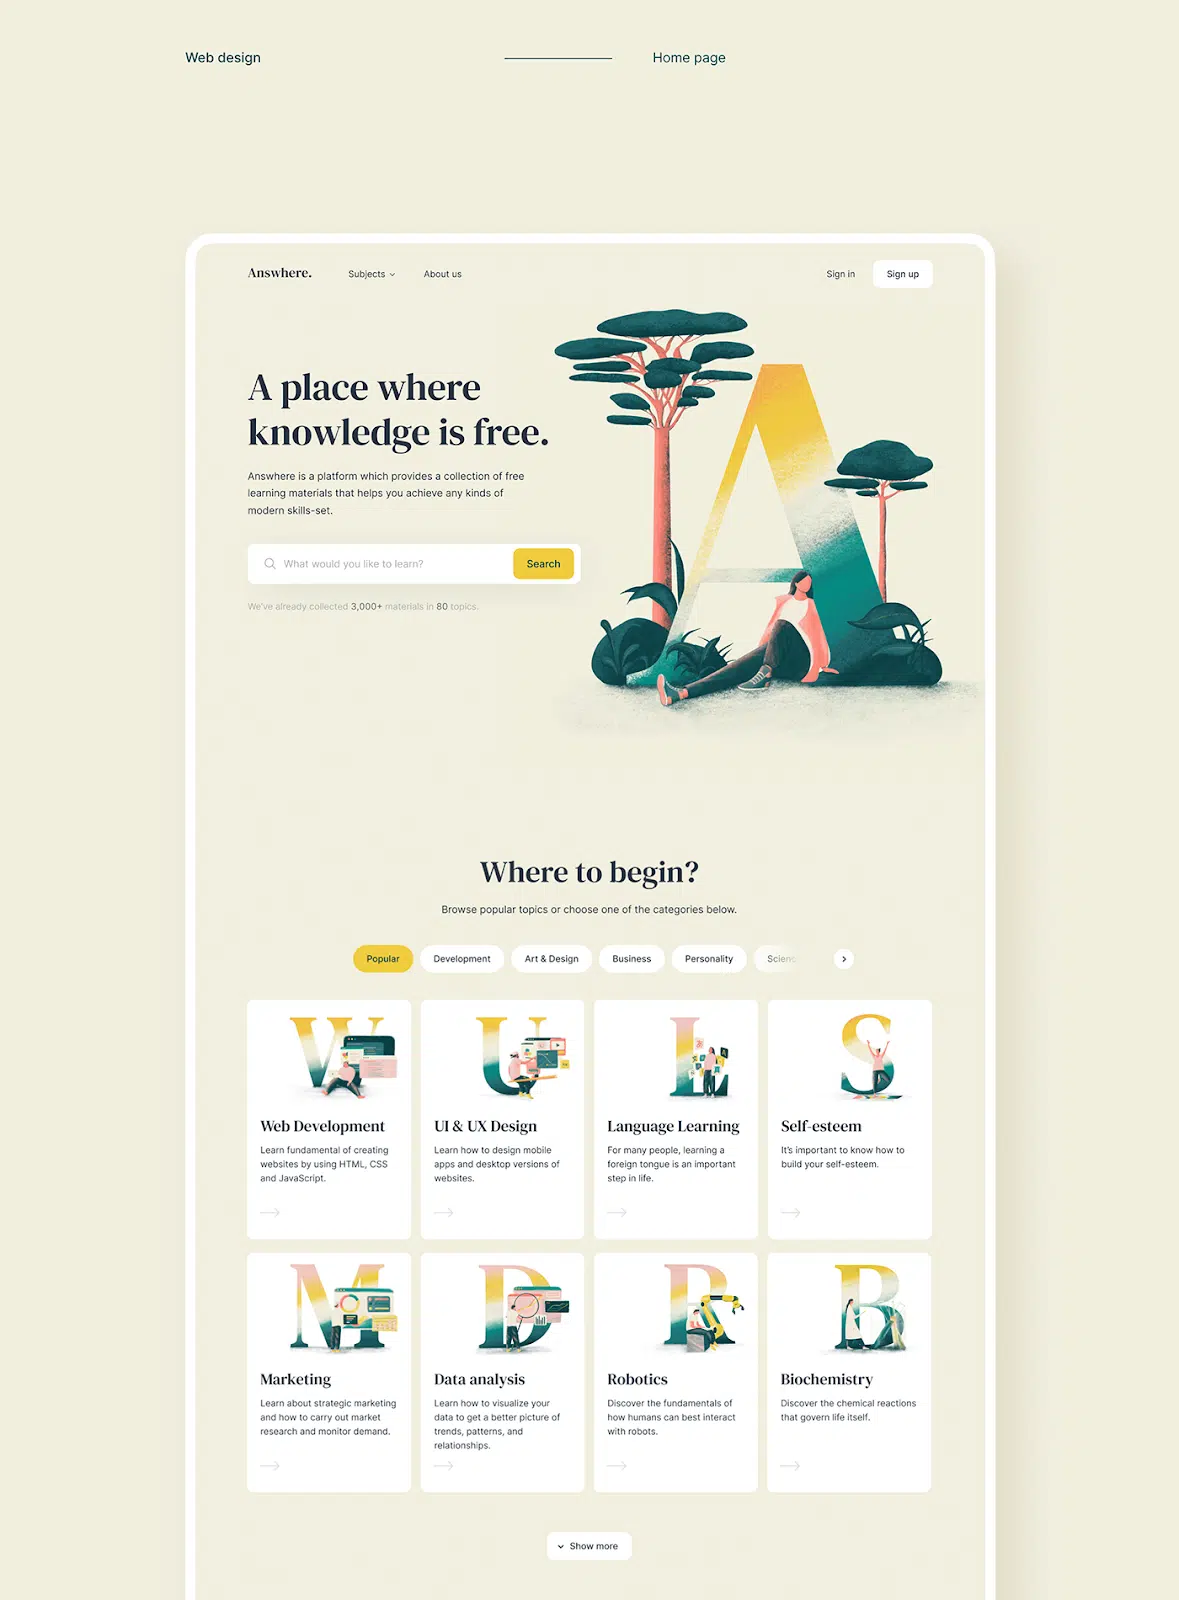 Web design
Home page
Answhere.
Subjects
About us
Sign in
Sign up
A place where
knowledge is free.
Answhere is a platform which provides a collection of free
learning materials that helps you achieve any kinds of
modern skills-set.
What would you like to learn?
Search
We've already collected 3,000+ materials in 80 topics.
Where to begin?
Browse popular topics or choose one of the categories below.
Popular
Development
Art & Design
Business
Personality
Scienc
W
U
L
S
Web Development
Learn fundamental of creating
websites by using HTML, CSS
and JavaScript.
UI & UX Design
Learn how to design mobile
apps and desktop versions of
websites.
Language Learning
For many people, learning a
foreign tongue is an important
step in life.
Self-esteem
It's important to know how to
build your self-esteem.
M
D
R
B
Marketing
Learn about strategic marketing
and how to carry out market
research and monitor demand.
Data analysis
Learn how to visualize your
data to get a better picture of
trends, patterns, and
relationships.
Robotics
Discover the fundamentals of
how humans can best interact
with robots.
Biochemistry
Discover the chemical reactions
that govern life itself.
Show more